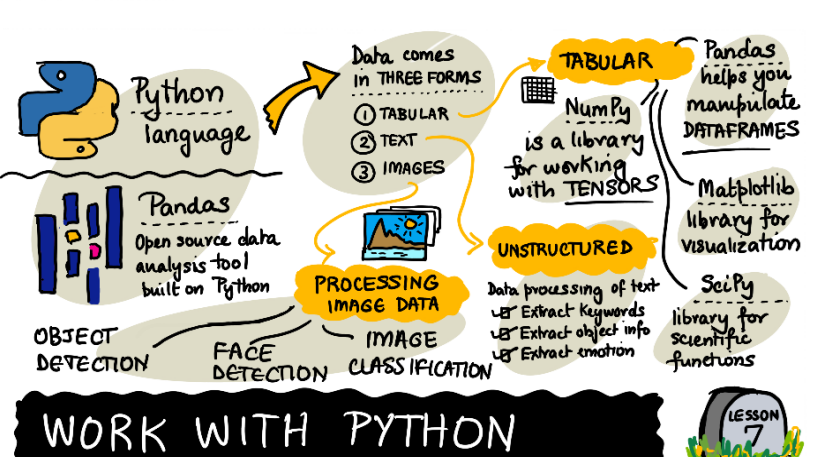 Python
language
Pandas
Open source data
analysis tool
built on Python
Data comes
in THREE FORMS
1 TABULAR
2 TEXT
3 IMAGES
TABULAR
NumPy
is a library
for working
with TENSORS
Pandas
helps you
manipulate
DATAFRAMES
Matplotlib
library for
visualization
SciPy
library for
scientific
functions
UNSTRUCTURED
Data processing of text
Extract Keywords
Extract object info
Extract emotion
PROCESSING
IMAGE DATA
OBJECT
DETECTION
FACE
DETECTION
IMAGE
CLASSIFICATION
WORK WITH PYTHON
LESSON
7